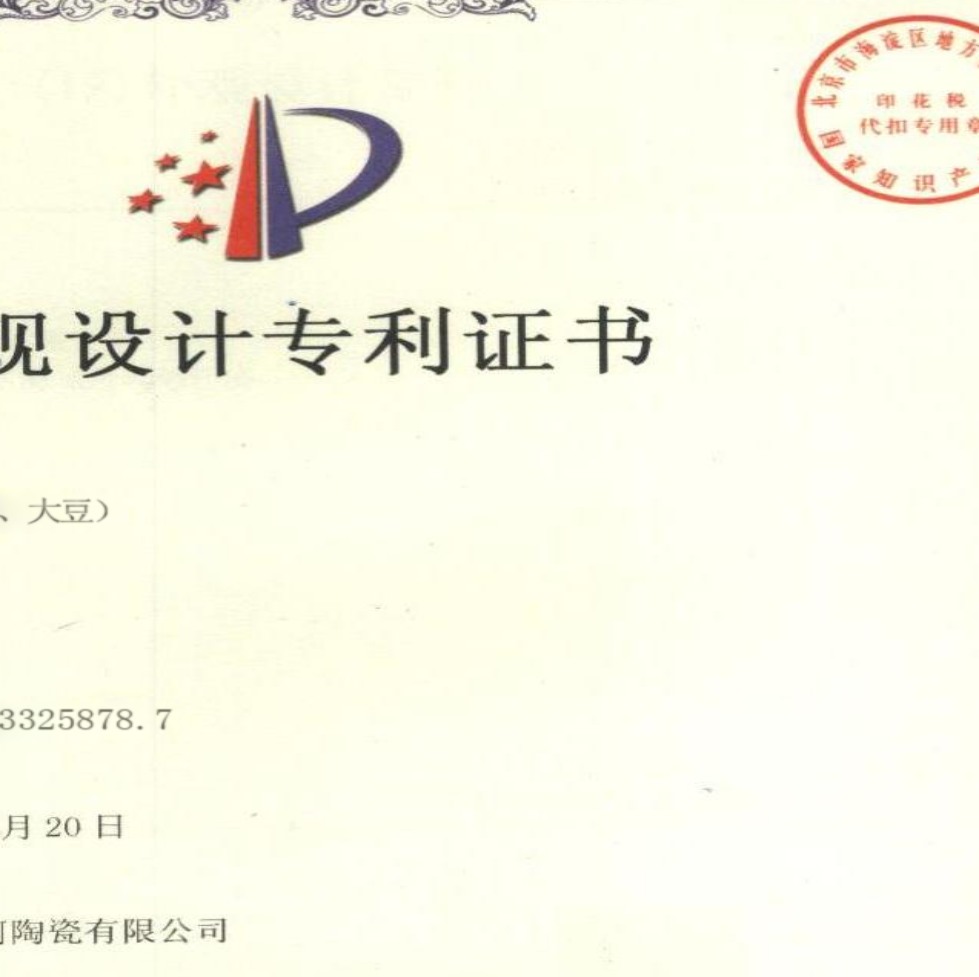 北京市海淀区地方
印花税
代扣专用章
国家知识产
观设计专利证书
、大豆）
3325878.7
月 20 日
陶瓷有限公司